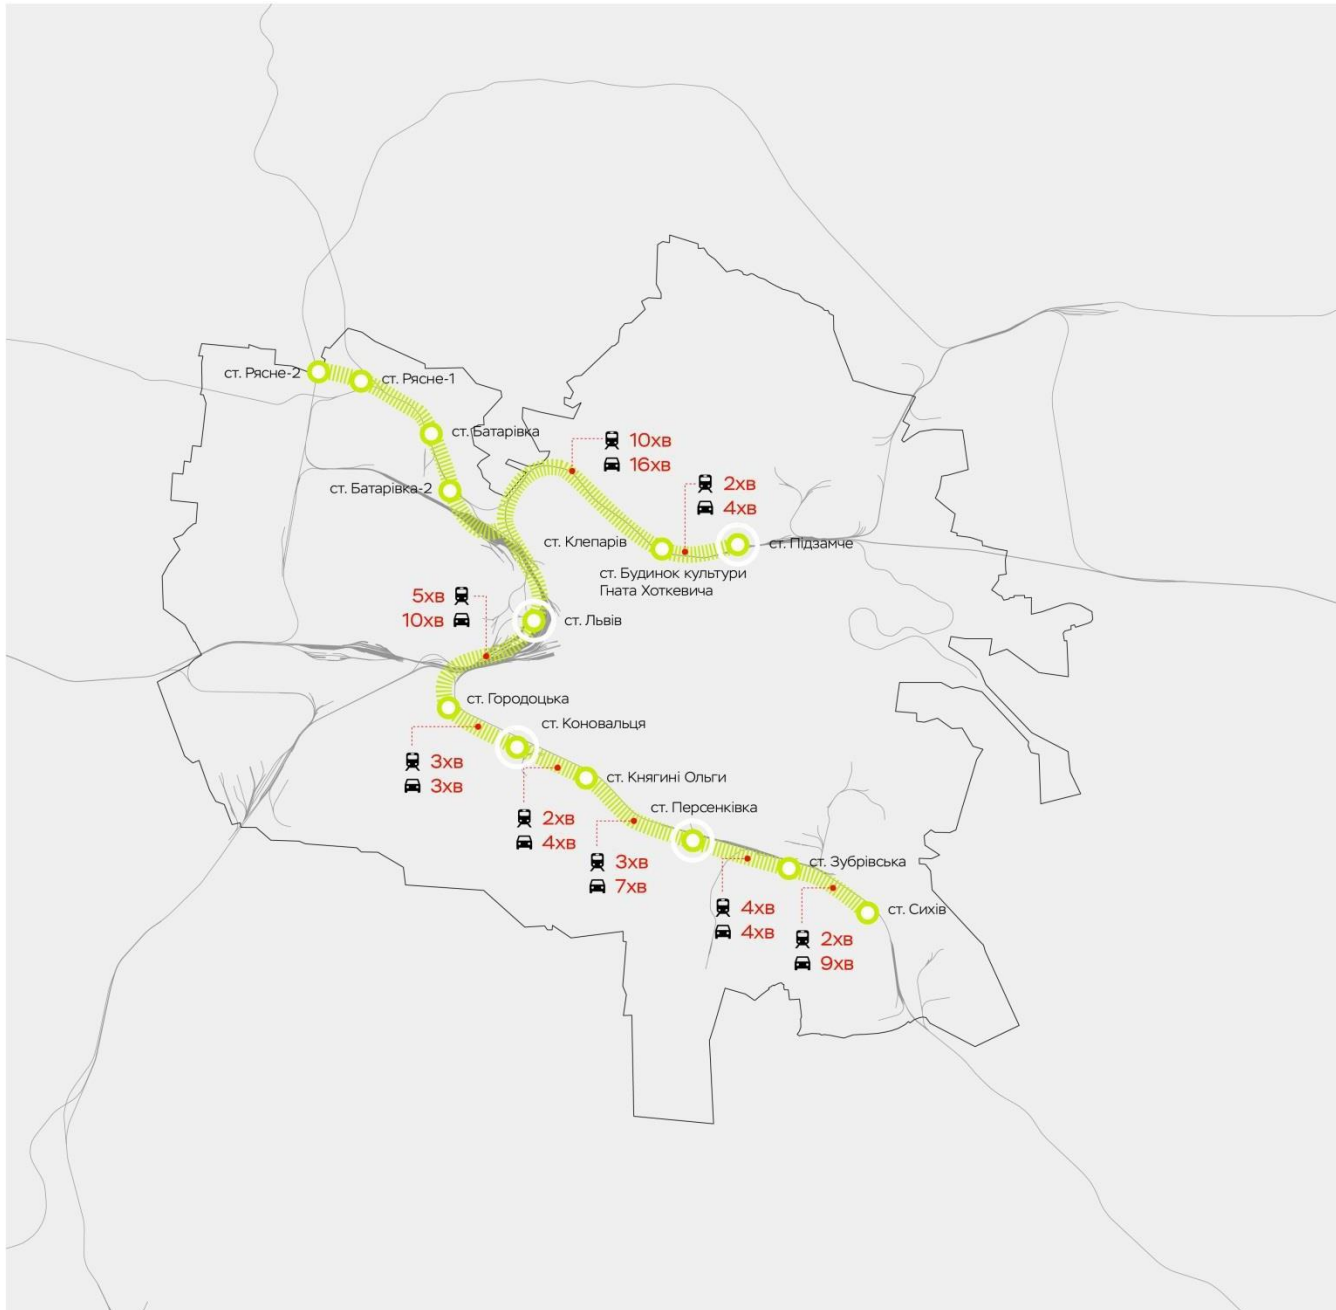 ст. Рясне-2
ст. Рясне-1
ст. Батарівка
10хв
16хв
ст. Батарівка-2
2хв
4хв
ст. Клепарів
ст. Підзамче
ст. Будинок культури
Гната Хоткевича
5хв
10хв
ст. Львів
ст. Городоцька
ст. Коновальця
3хв
3хв
ст. Княгині Ольги
2хв
4хв
ст. Персенківка
3хв
7хв
ст. Зубрівська
4хв
4хв
ст. Сихів
2хв
9хв